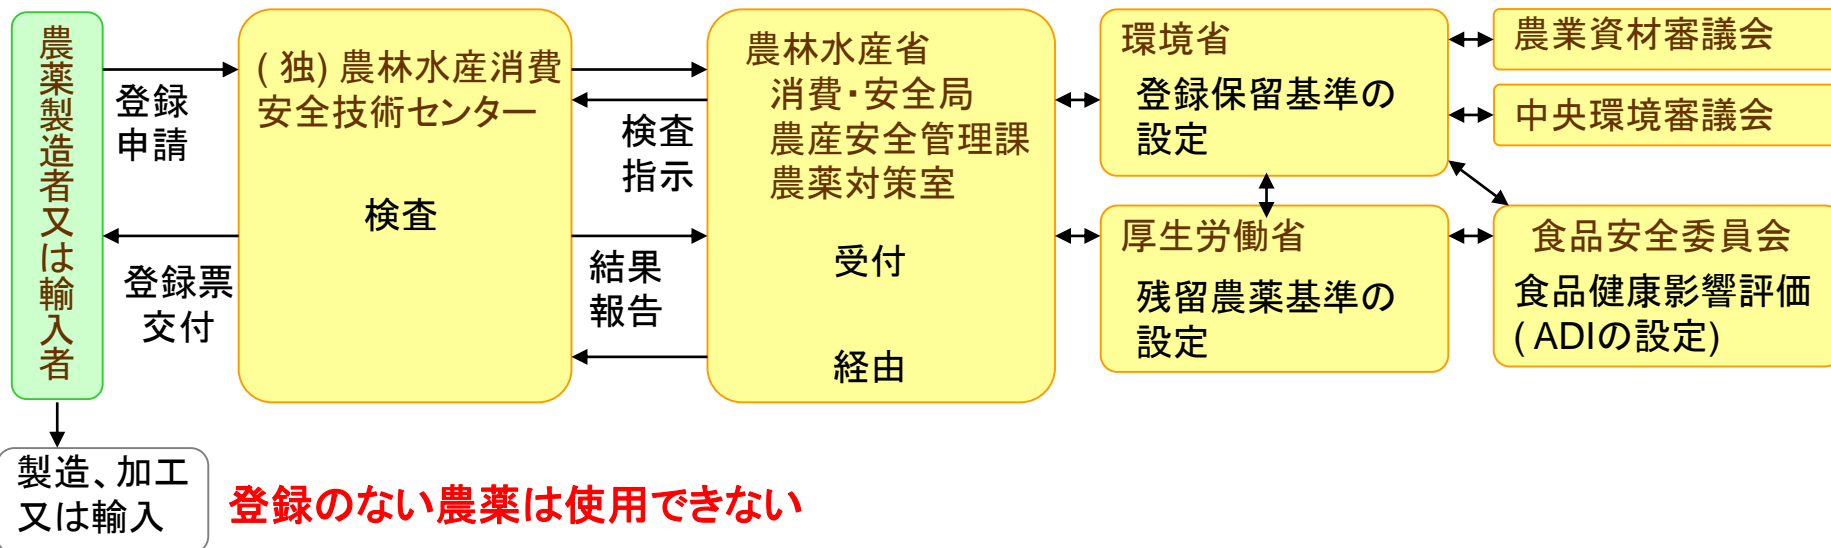 農薬製造者又は輸入者
登録
申請
登録票
交付
(独)農林水産消費
安全技術センター
検査
検査
指示
結果
報告
農林水産省
消費・安全局
農産安全管理課
農薬対策室
受付
経由
環境省
登録保留基準の
設定
厚生労働省
残留農薬基準の
設定
農業資材審議会
中央環境審議会
食品安全委員会
食品健康影響評価
(ADIの設定)
製造、加工
又は輸入
登録のない農薬は使用できない